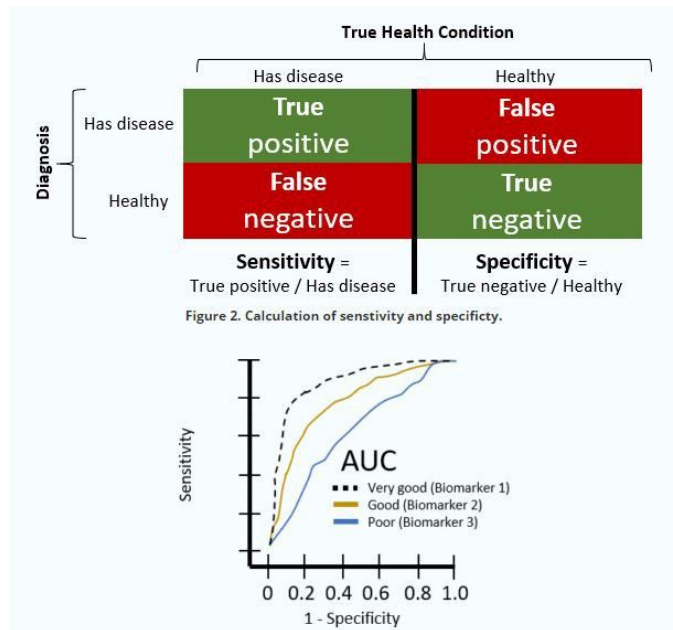 True Health Condition
Has disease
Healthy
Diagnosis
Has disease
True
positive
False
positive
Healthy
False
negative
True
negative
Sensitivity =
True positive / Has disease
Specificity =
True negative / Healthy
Figure 2. Calculation of senstivity and specificty.
Sensitivity
AUC
Very good (Biomarker 1)
Good (Biomarker 2)
Poor (Biomarker 3)
0 0.2 0.4 0.6 0.8 1.0
1 - Specificity